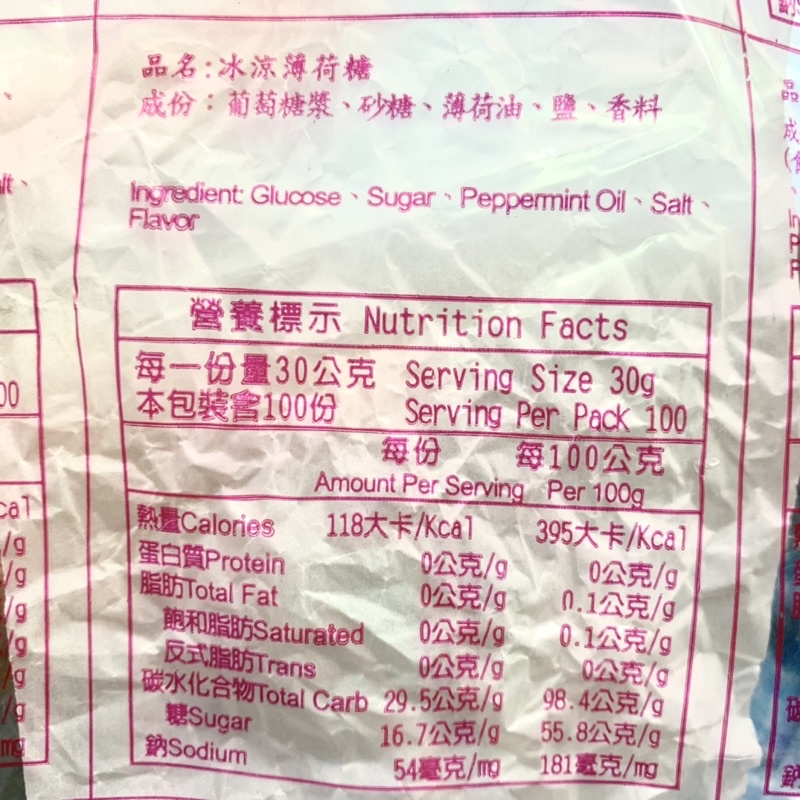 品名:冰涼薄荷糖
成份：葡萄糖漿、砂糖、薄荷油、鹽、香料
Ingredient: Glucose、Sugar、Peppermint Oil、Salt、
Flavor
營養標示 Nutrition Facts
每一份量30公克 Serving Size 30g
本包裝含100份 Serving Per Pack 100
每份 每100公克
Amount Per Serving Per 100g
熱量Calories 118大卡/Kcal 395大卡/Kcal
蛋白質Protein 0公克/g 0公克/g
脂肪Total Fat 0公克/g 0.1公克/g
飽和脂肪Saturated 0公克/g 0.1公克/g
反式脂肪Trans 0公克/g 0公克/g
碳水化合物Total Carb 29.5公克/g 98.4公克/g
糖Sugar 16.7公克/g 55.8公克/g
鈉Sodium 54毫克/mg 181毫克/mg